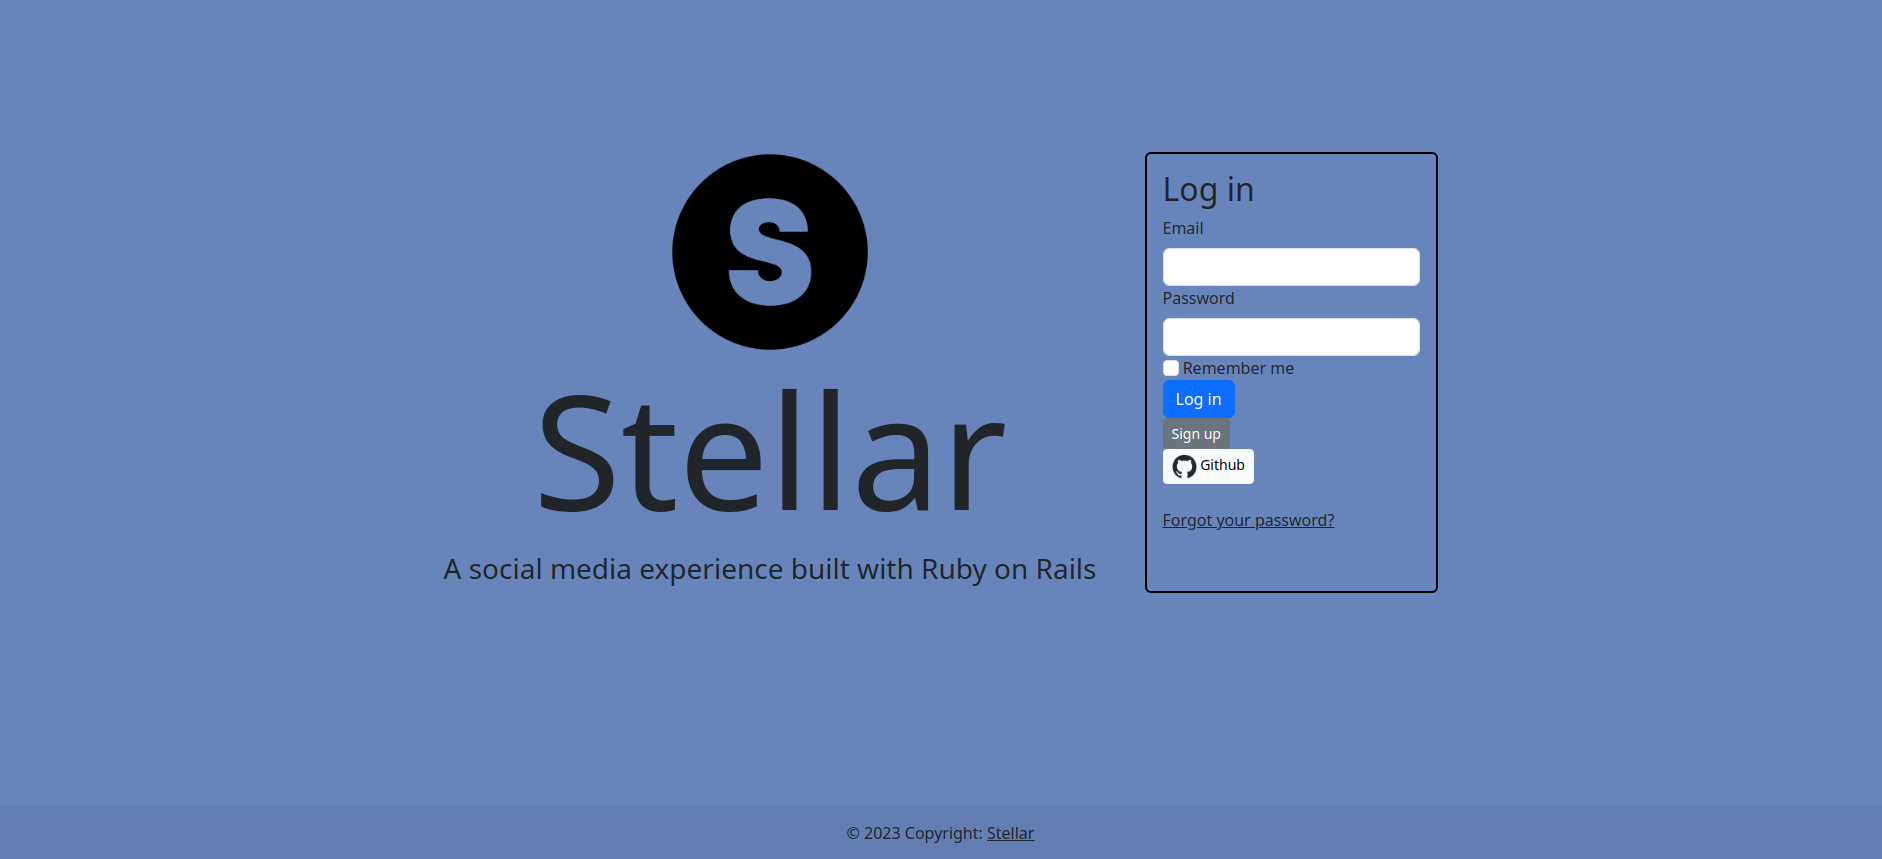 S
Stellar
A social media experience built with Ruby on Rails
Log in
Email
Password
Remember me
Log in
Sign up
Github
Forgot your password?
© 2023 Copyright: Stellar